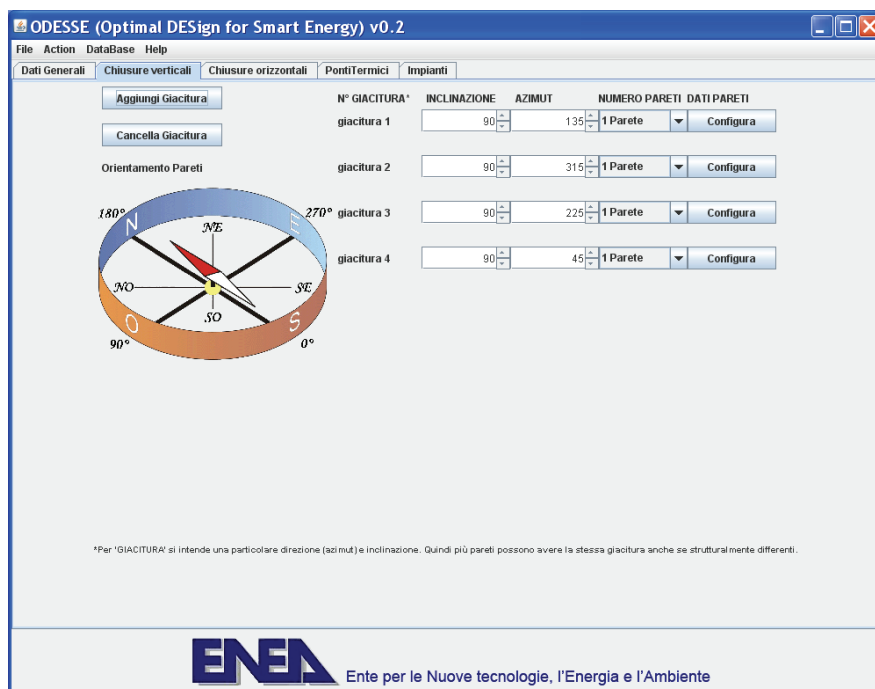 ODESSE (Optimal DESign for Smart Energy) v0.2
File Action DataBase Help
Dati Generali Chiusure verticali Chiusure orizzontali PontiTermici Impianti
Aggiungi Giacitura N° GIACITURA* INCLINAZIONE AZIMUT NUMERO PARETI DATI PARETI
giacitura 1 90 135 1 Parete Configura
Cancella Giacitura
Orientamento Pareti giacitura 2 90 315 1 Parete Configura
180° N NE E 270° giacitura 3 90 225 1 Parete Configura
giacitura 4 90 45 1 Parete Configura
NO SE
O SO S
90° 0°
*Per 'GIACITURA' si intende una particolare direzione (azimut) e inclinazione. Quindi più pareti possono avere la stessa giacitura anche se strutturalmente differenti.
ENEA Ente per le Nuove tecnologie, l'Energia e l'Ambiente